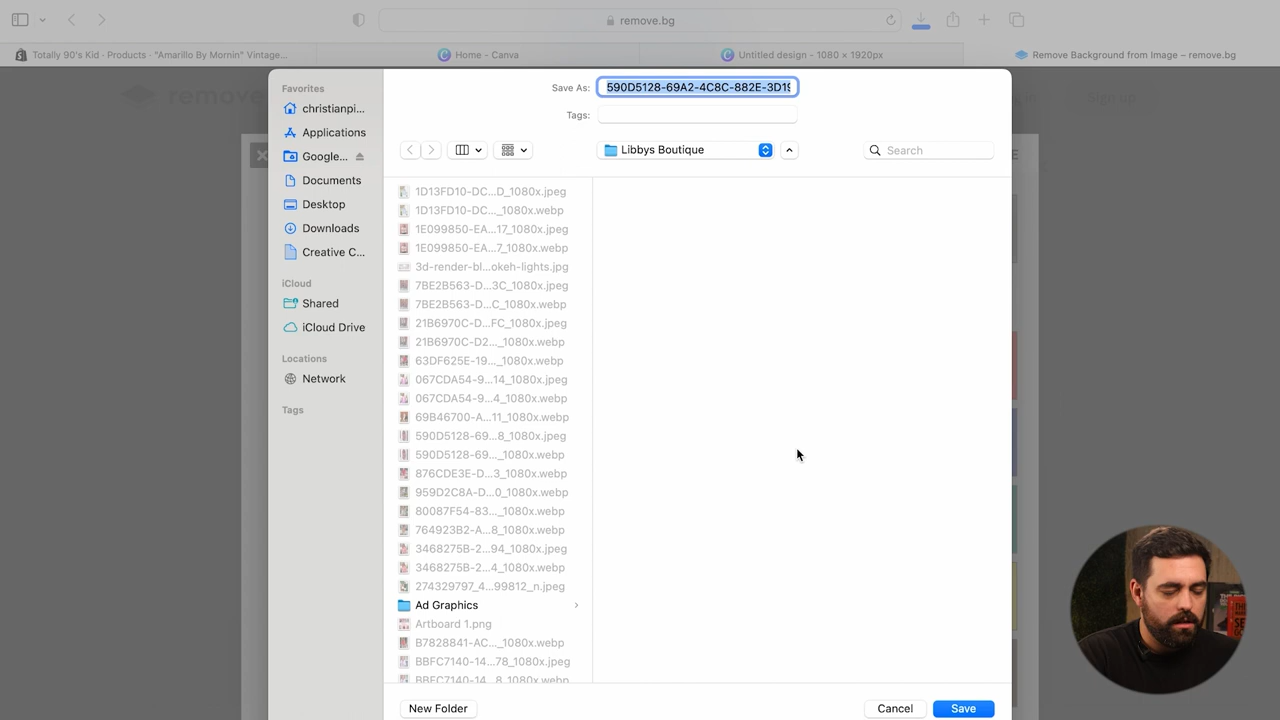 remove.bg
Totally 90's Kid · Products · "Amarillo By Mornin" Vintage...
Home - Canva
Untitled design - 1080 × 1920px
Remove Background from Image – remove.bg
Favorites
christianpi...
Applications
Google...
Documents
Desktop
Downloads
Creative C...
iCloud
Shared
iCloud Drive
Locations
Network
Tags
Save As:
590D5128-69A2-4C8C-882E-3D19
Tags:
Libbys Boutique
Search
1D13FD10-DC...D_1080x.jpeg
1D13FD10-DC..._1080x.webp
1E099850-EA...17_1080x.jpeg
1E099850-EA...7_1080x.webp
3d-render-bl...okeh-lights.jpg
7BE2B563-D...3C_1080x.jpeg
7BE2B563-D...C_1080x.webp
21B6970C-D...FC_1080x.jpeg
21B6970C-D2..._1080x.webp
63DF625E-19..._1080x.webp
067CDA54-9...14_1080x.jpeg
067CDA54-9...4_1080x.webp
69B46700-A...11_1080x.webp
590D5128-69...8_1080x.jpeg
590D5128-69..._1080x.webp
876CDE3E-D...3_1080x.webp
959D2C8A-D...0_1080x.webp
80087F54-83..._1080x.webp
764923B2-A...8_1080x.webp
3468275B-2...94_1080x.jpeg
3468275B-2...4_1080x.webp
274329797_4...99812_n.jpeg
Ad Graphics
Artboard 1.png
B7828841-AC..._1080x.webp
BBFC7140-14...78_1080x.jpeg
BBFC7140-14...8_1080x.webp
New Folder
Cancel
Save
remove
Sign up